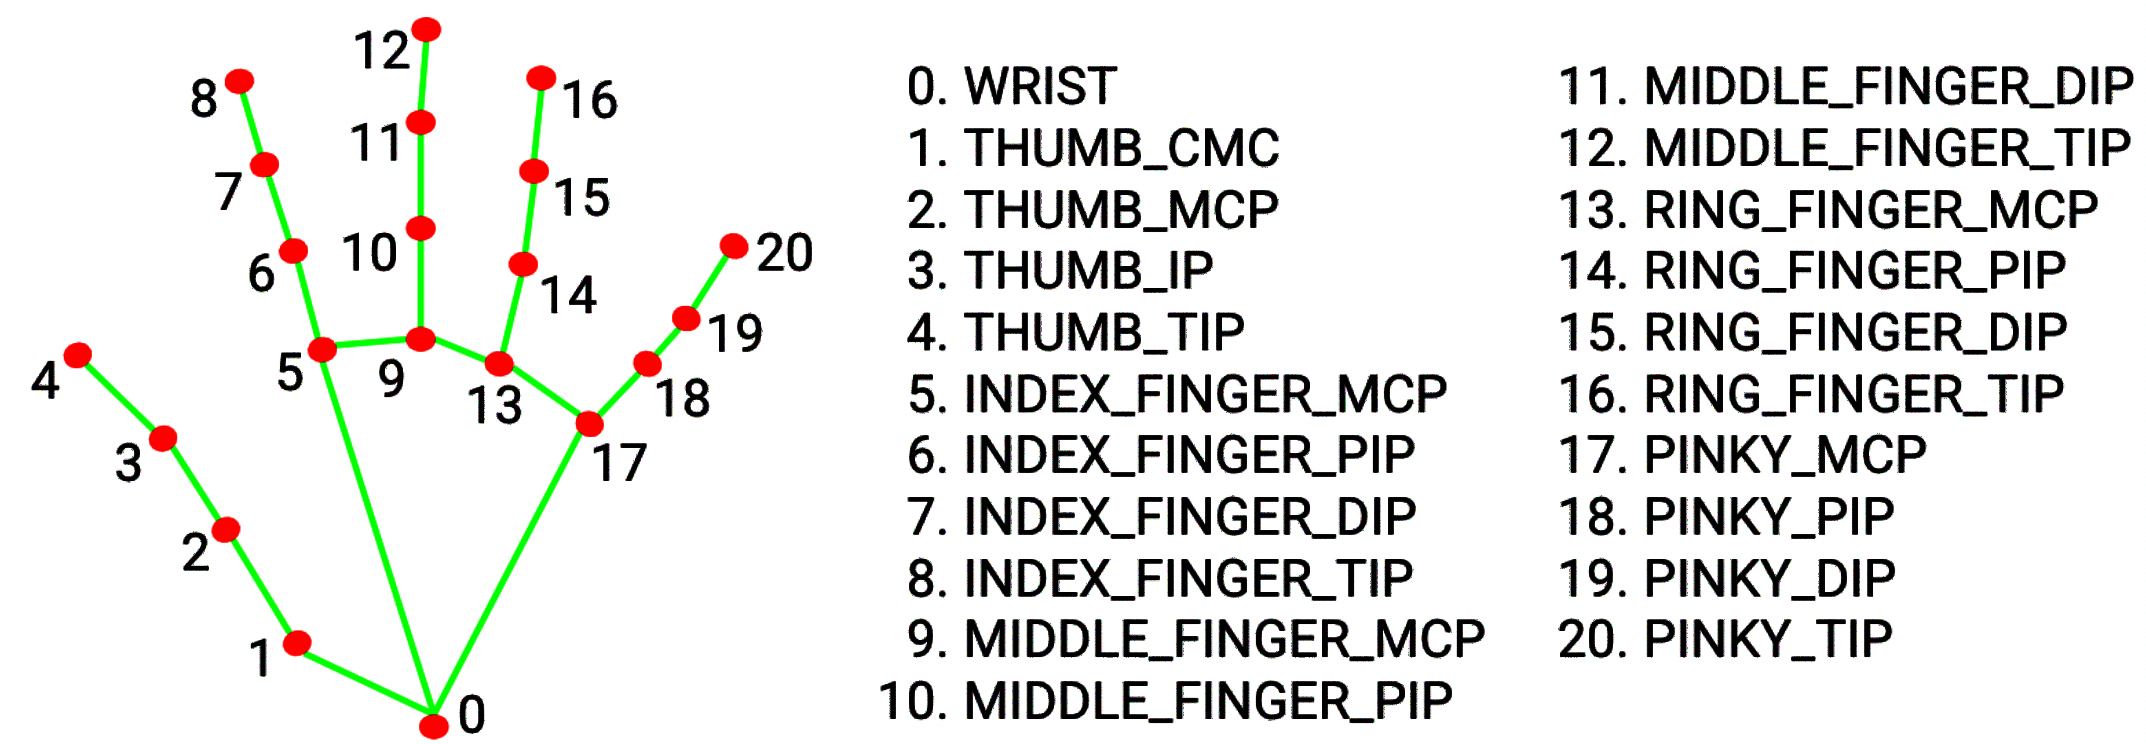 12
8
16
11
7
15
10
20
6
14
19
5
9
4
13
18
3
17
2
1
0
0. WRIST
1. THUMB_CMC
2. THUMB_MCP
3. THUMB_IP
4. THUMB_TIP
5. INDEX_FINGER_MCP
6. INDEX_FINGER_PIP
7. INDEX_FINGER_DIP
8. INDEX_FINGER_TIP
9. MIDDLE_FINGER_MCP
10. MIDDLE_FINGER_PIP
11. MIDDLE_FINGER_DIP
12. MIDDLE_FINGER_TIP
13. RING_FINGER_MCP
14. RING_FINGER_PIP
15. RING_FINGER_DIP
16. RING_FINGER_TIP
17. PINKY_MCP
18. PINKY_PIP
19. PINKY_DIP
20. PINKY_TIP